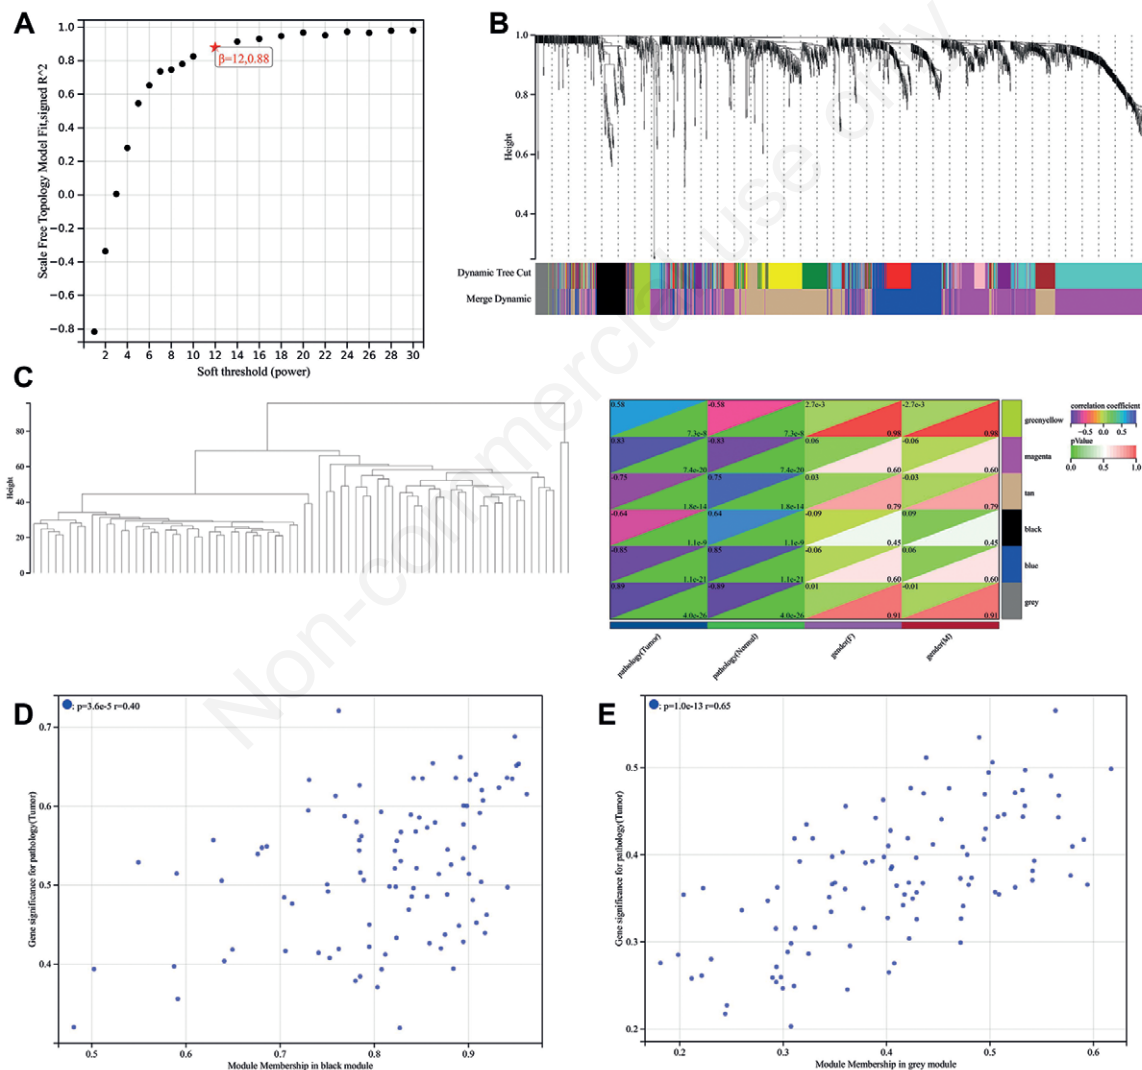 A
Scale Free Topology Model Fit,signed R^2
1.0
0.8
0.6
0.4
0.2
0.0
−0.2
−0.4
−0.6
−0.8
β=12,0.88
2 4 6 8 10 12 14 16 18 20 22 24 26 28 30
Soft threshold (power)
B
Height
1.0
0.8
0.6
0.4
Dynamic Tree Cut
Merge Dynamic
C
Height
80
60
40
20
0
0.58 -0.58 2.7e-3 -2.7e-3
7.3e-8 7.3e-8 0.98 0.98
greenyellow
0.83 -0.83 0.06 -0.06
7.4e-20 7.4e-20 0.60 0.60
magenta
-0.75 0.75 0.03 -0.03
1.8e-14 1.8e-14 0.79 0.79
tan
-0.64 0.64 -0.09 0.09
1.1e-9 1.1e-9 0.45 0.45
black
-0.85 0.85 -0.06 0.06
1.1e-21 1.1e-21 0.60 0.60
blue
0.89 -0.89 0.01 -0.01
4.0e-26 4.0e-26 0.91 0.91
grey
pathology(Tumor)
pathology(Normal)
gender(F)
gender(M)
correlation coefficient
-0.5 0.0 0.5
pValue
0.0 0.5 1.0
D
: p=3.6e-5 r=0.40
Gene significance for pathology(Tumor)
0.7
0.6
0.5
0.4
0.5 0.6 0.7 0.8 0.9
Module Membership in black module
E
: p=1.0e-13 r=0.65
Gene significance for pathology(Tumor)
0.5
0.4
0.3
0.2
0.2 0.3 0.4 0.5 0.6
Module Membership in grey module
Non-commercial use only